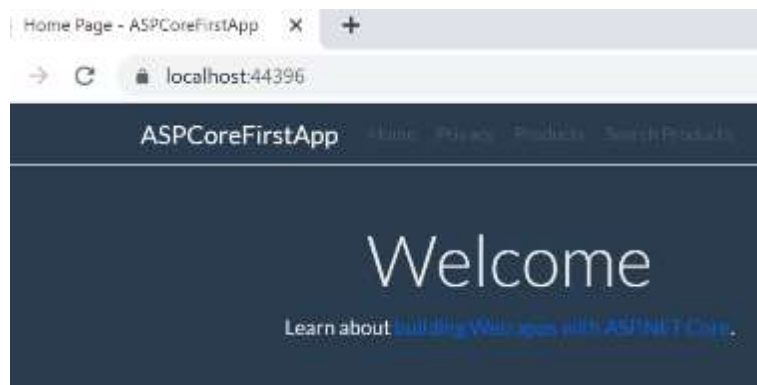 Home Page - ASPCoreFirstApp
localhost:44396
ASPCoreFirstApp Home Privacy Products Search Products
Welcome
Learn about building Web apps with ASP.NET Core.